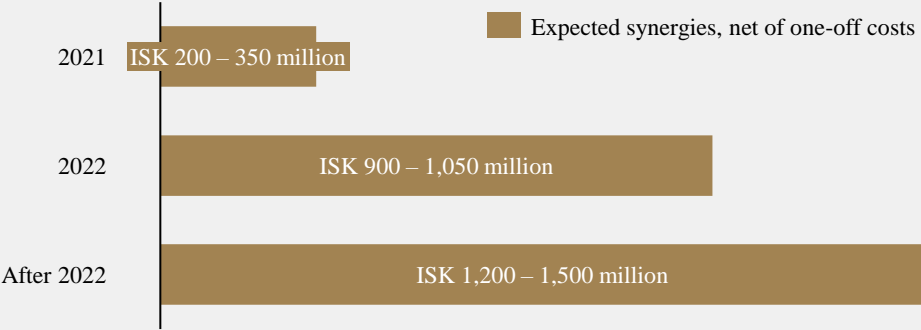 Expected synergies, net of one-off costs
2021 ISK 200 – 350 million
2022 ISK 900 – 1,050 million
After 2022 ISK 1,200 – 1,500 million